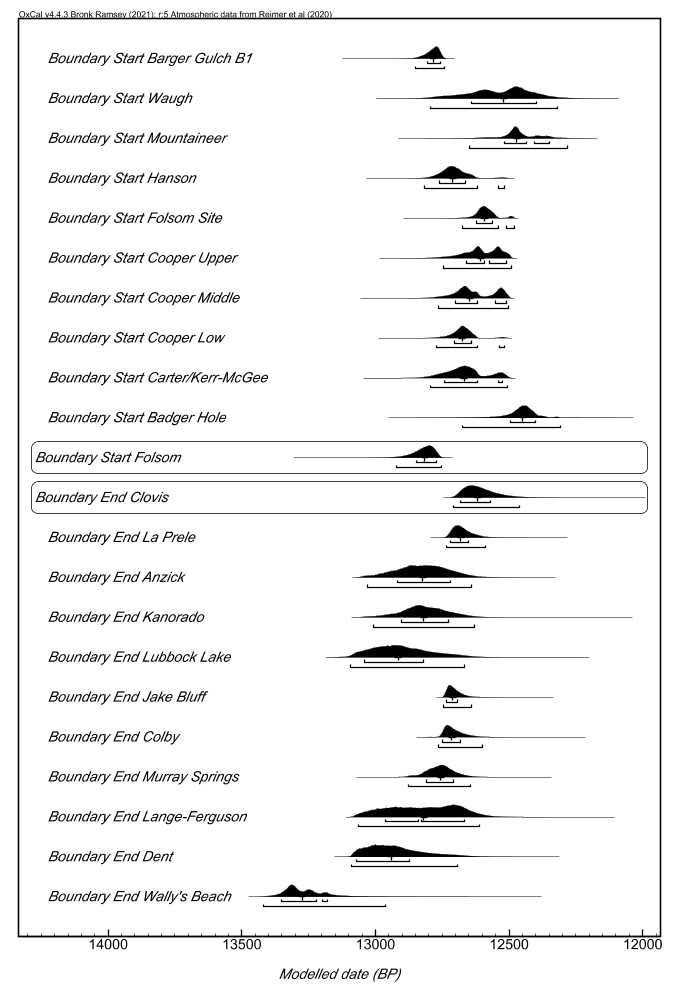 OxCal v4.4.3 Bronk Ramsey (2021); r:5 Atmospheric data from Reimer et al (2020)
Boundary Start Barger Gulch B1
Boundary Start Waugh
Boundary Start Mountaineer
Boundary Start Hanson
Boundary Start Folsom Site
Boundary Start Cooper Upper
Boundary Start Cooper Middle
Boundary Start Cooper Low
Boundary Start Carter/Kerr-McGee
Boundary Start Badger Hole
Boundary Start Folsom
Boundary End Clovis
Boundary End La Prele
Boundary End Anzick
Boundary End Kanorado
Boundary End Lubbock Lake
Boundary End Jake Bluff
Boundary End Colby
Boundary End Murray Springs
Boundary End Lange-Ferguson
Boundary End Dent
Boundary End Wally's Beach
14000 13500 13000 12500 12000
Modelled date (BP)